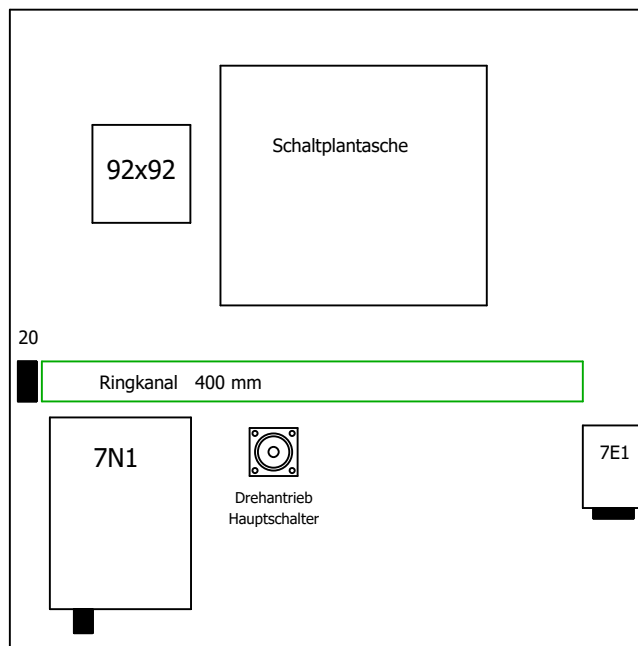 Schaltplantasche
92x92
20
Ringkanal 400 mm
7N1
7E1
Drehantrieb
Hauptschalter